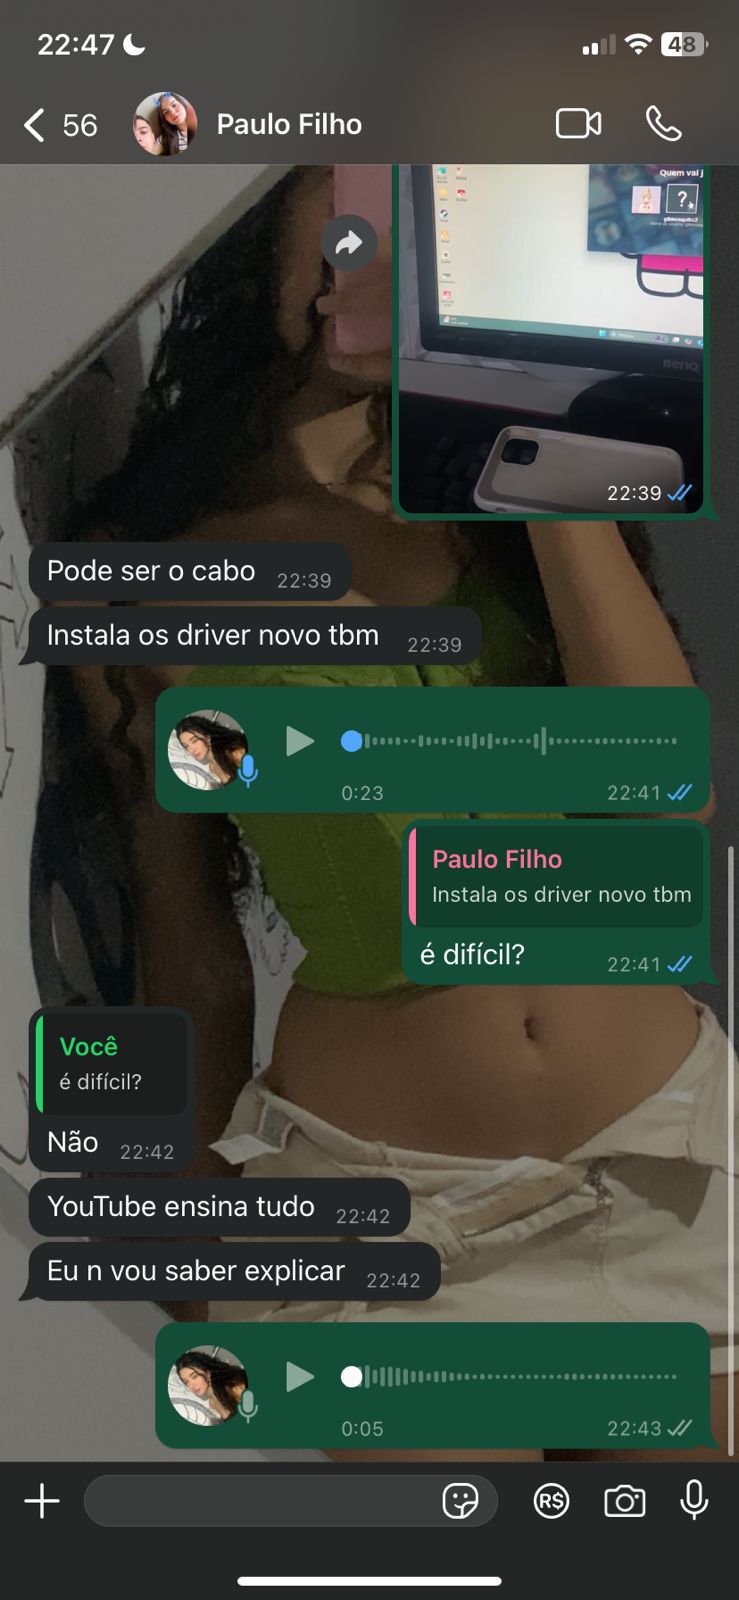 22:47
48
56
Paulo Filho
Quem vai j
?
BenQ
22:39
Pode ser o cabo 22:39
Instala os driver novo tbm 22:39
0:23 22:41
Paulo Filho
Instala os driver novo tbm
é difícil? 22:41
Você
é difícil?
Não 22:42
YouTube ensina tudo 22:42
Eu n vou saber explicar 22:42
0:05 22:43
R$